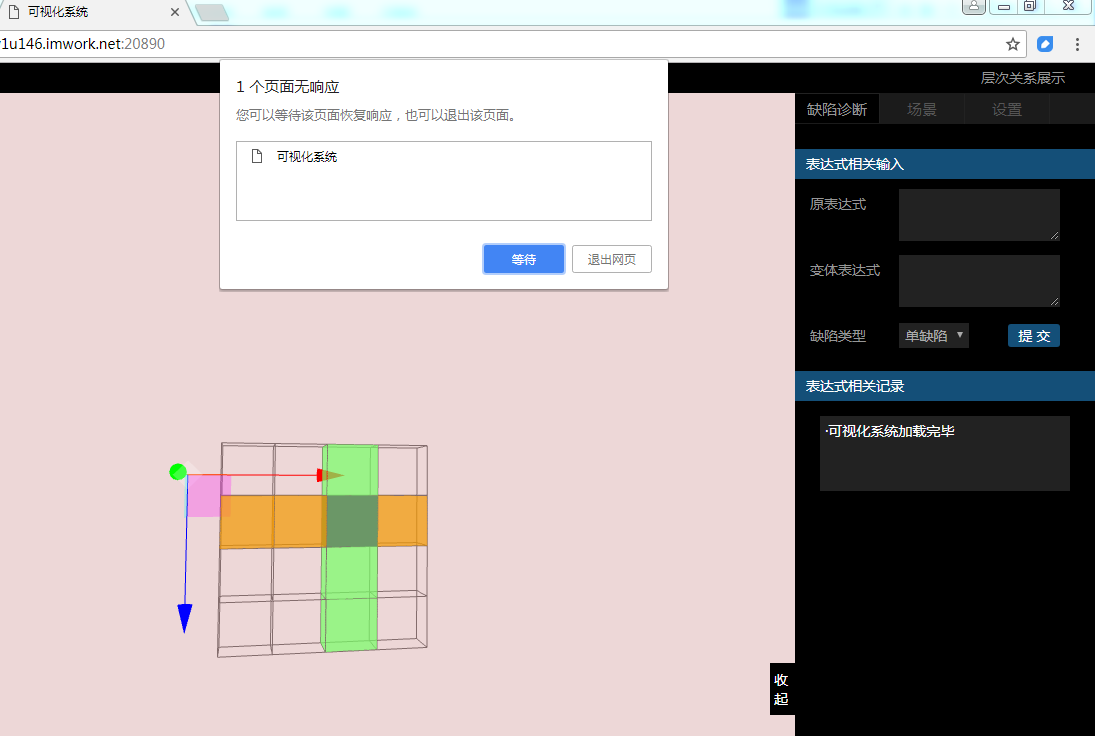 可视化系统
1u146.imwork.net:20890
层次关系展示
1 个页面无响应
您可以等待该页面恢复响应，也可以退出该页面。
可视化系统
等待
退出网页
缺陷诊断
场景
设置
表达式相关输入
原表达式
变体表达式
缺陷类型
单缺陷
提 交
表达式相关记录
·可视化系统加载完毕
收
起